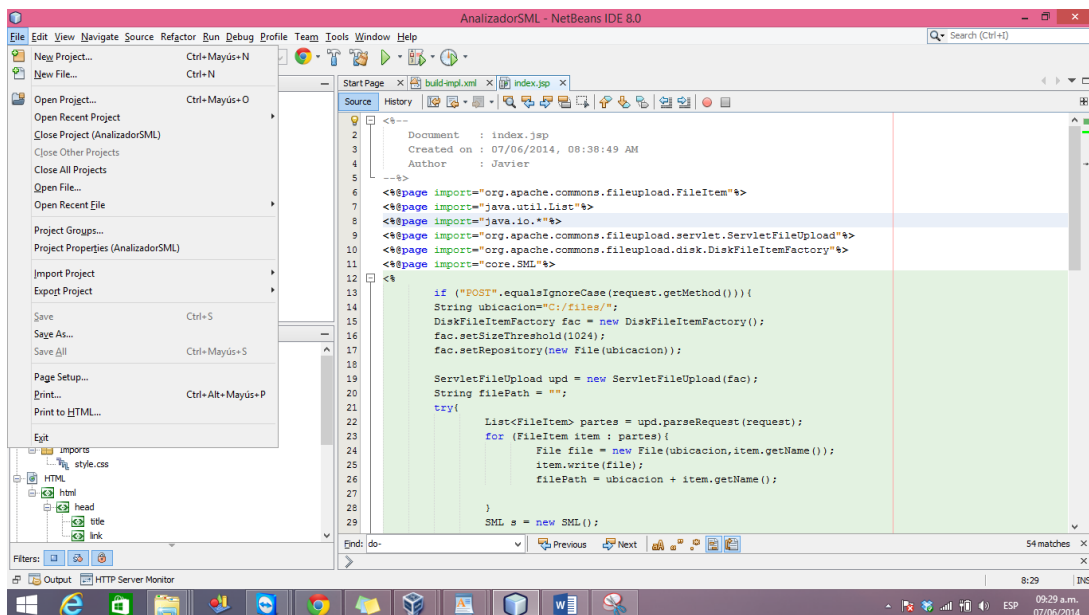 AnalizadorSML - NetBeans IDE 8.0
File Edit View Navigate Source Refactor Run Debug Profile Team Tools Window Help
Search (Ctrl+I)
New Project... Ctrl+Mayús+N
New File... Ctrl+N
Open Project... Ctrl+Mayús+O
Open Recent Project
Close Project (AnalizadorSML)
Close Other Projects
Close All Projects
Open File...
Open Recent File
Project Groups...
Project Properties (AnalizadorSML)
Import Project
Export Project
Save Ctrl+S
Save As...
Save All Ctrl+Mayús+S
Page Setup...
Print... Ctrl+Alt+Mayús+P
Print to HTML...
Exit
Imports
style.css
HTML
html
head
title
link
Filters:
Start Page build-impl.xml index.jsp
Source History
<%--
2 Document : index.jsp
3 Created on : 07/06/2014, 08:38:49 AM
4 Author : Javier
5 --%>
6 <%@page import="org.apache.commons.fileupload.FileItem"%>
7 <%@page import="java.util.List"%>
8 <%@page import="java.io.*"%>
9 <%@page import="org.apache.commons.fileupload.servlet.ServletFileUpload"%>
10 <%@page import="org.apache.commons.fileupload.disk.DiskFileItemFactory"%>
11 <%@page import="core.SML"%>
12 <%
13 if ("POST".equalsIgnoreCase(request.getMethod())){
14 String ubicacion="C:/files/";
15 DiskFileItemFactory fac = new DiskFileItemFactory();
16 fac.setSizeThreshold(1024);
17 fac.setRepository(new File(ubicacion));
18
19 ServletFileUpload upd = new ServletFileUpload(fac);
20 String filePath = "";
21 try{
22 List<FileItem> partes = upd.parseRequest(request);
23 for (FileItem item : partes){
24 File file = new File(ubicacion,item.getName());
25 item.write(file);
26 filePath = ubicacion + item.getName();
27
28 }
29 SML s = new SML();
Find: do- Previous Next 54 matches
Output HTTP Server Monitor
8:29 INS
ESP
09:29 a.m.
07/06/2014